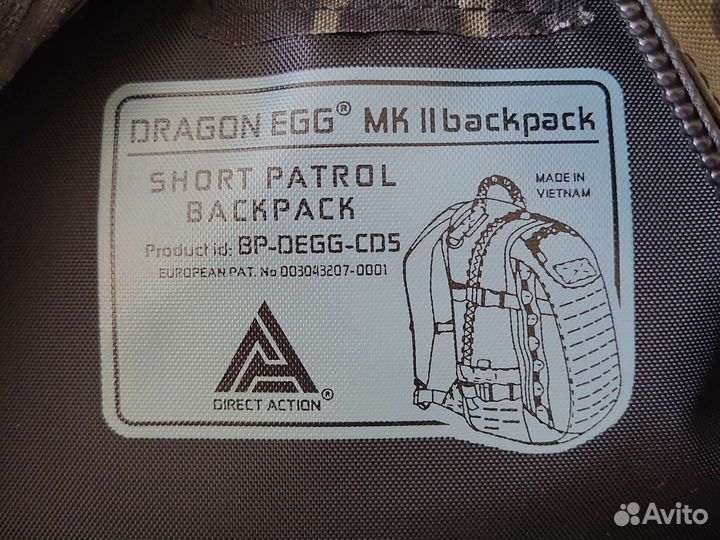 DRAGON EGG® MK II backpack
SHORT PATROL
BACKPACK
Product id: BP-DEGG-CD5
EUROPEAN PAT. No 003043207-0001
MADE IN
VIETNAM
DIRECT ACTION®
Avito